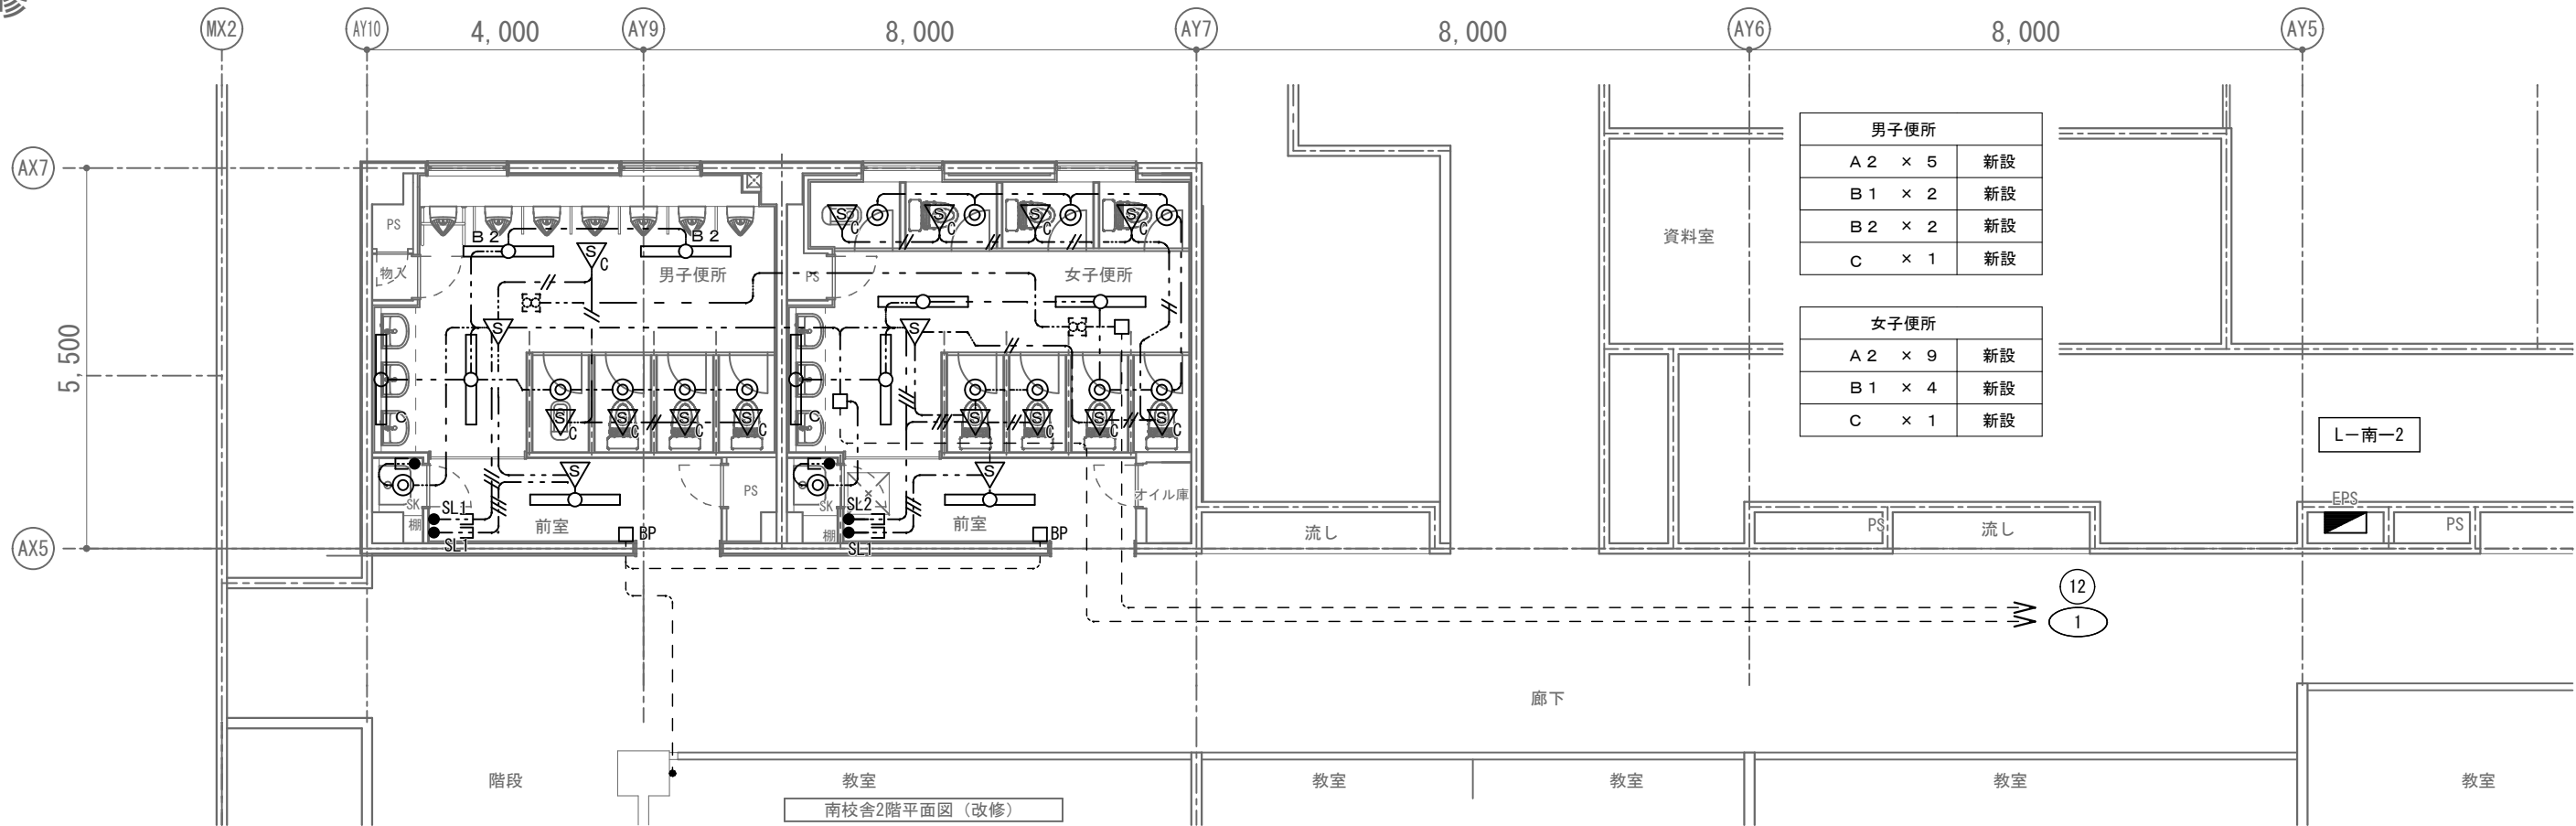 修
MX2 AY10 4,000 AY9 8,000 AY7 8,000 AY6 8,000 AY5
AX7
5,500
AX5
PS
物入
B2 B2
S C
男子便所
S
C
S C S C S C S C
SK
棚
SL1
SL1
S
前室
BP
PS
S C S C S C S C
PS
女子便所
S
C
S C S C S C S C
SK
棚
SL2
SL1
S
前室
BP
オイル庫
流し
資料室
男子便所
A2 × 5 新設
B1 × 2 新設
B2 × 2 新設
C × 1 新設
女子便所
A2 × 9 新設
B1 × 4 新設
C × 1 新設
L-南-2
EPS
PS 流し PS
12
1
廊下
階段 教室 教室 教室 教室 教室
南校舎2階平面図(改修)